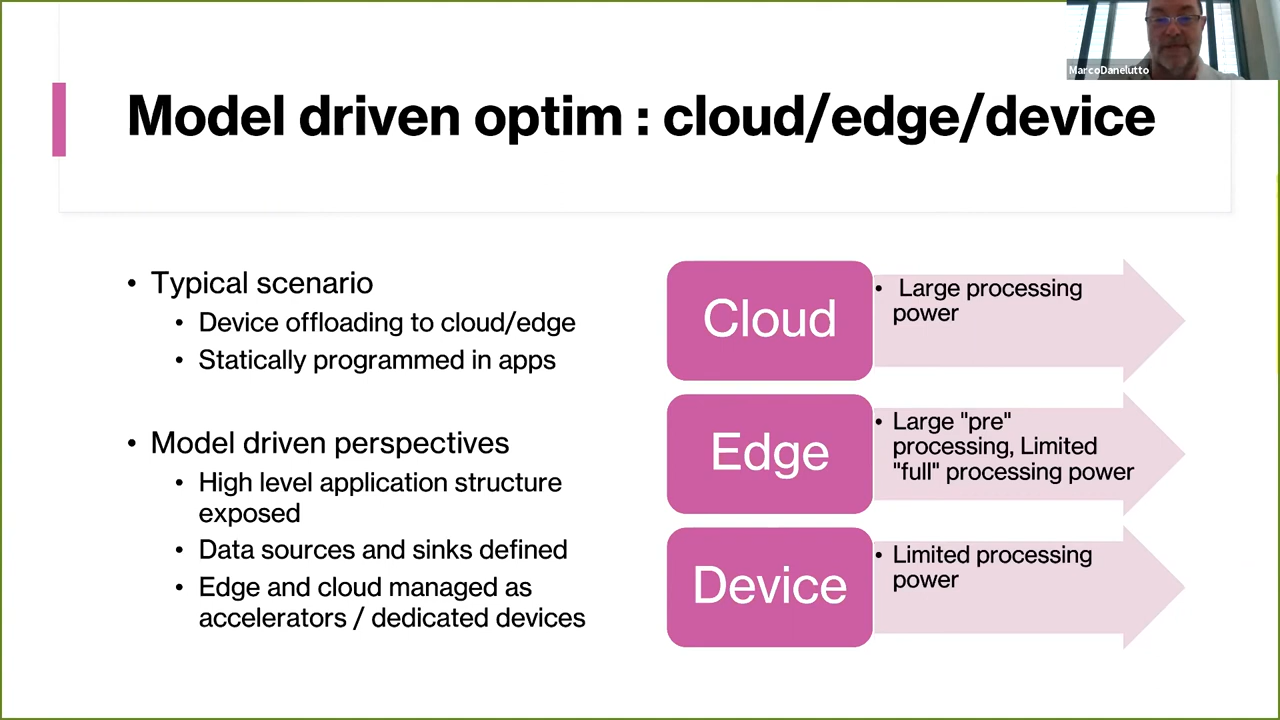 MarcoDanelutto
Model driven optim : cloud/edge/device
• Typical scenario
• Device offloading to cloud/edge
• Statically programmed in apps
• Model driven perspectives
• High level application structure
exposed
• Data sources and sinks defined
• Edge and cloud managed as
accelerators / dedicated devices
Cloud
• Large processing
power
Edge
• Large "pre"
processing, Limited
"full" processing power
Device
• Limited processing
power